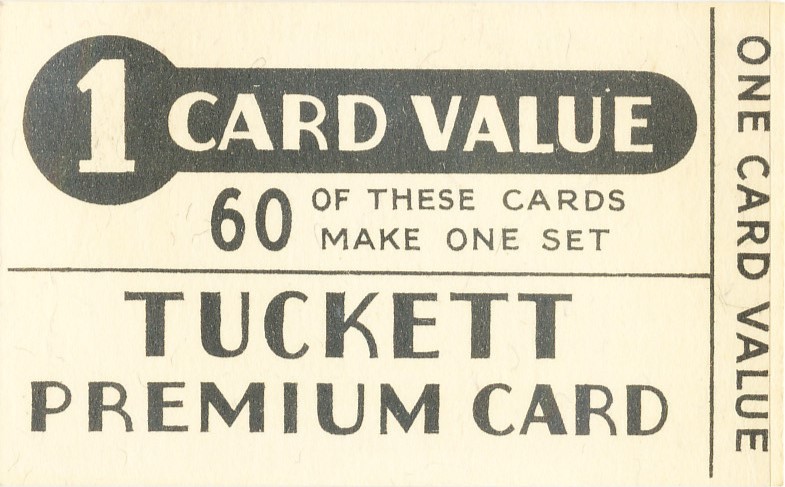 1 CARD VALUE
60 OF THESE CARDS
MAKE ONE SET
TUCKETT
PREMIUM CARD
ONE CARD VALUE